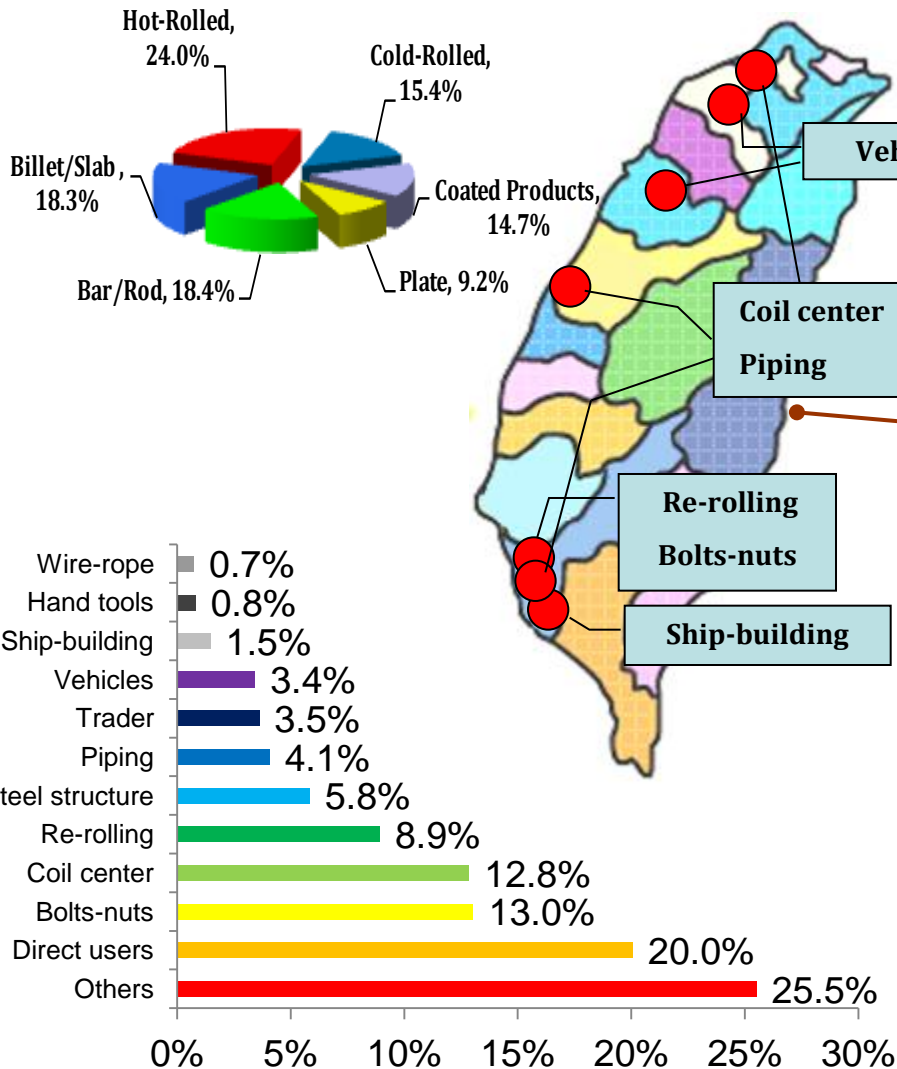 Hot-Rolled,
24.0%
Cold-Rolled,
15.4%
Billet/Slab,
18.3%
Coated Products,
14.7%
Bar/Rod, 18.4%
Plate, 9.2%
Veh
Coil center
Piping
Re-rolling
Bolts-nuts
Ship-building
Wire-rope 0.7%
Hand tools 0.8%
Ship-building 1.5%
Vehicles 3.4%
Trader 3.5%
Piping 4.1%
teel structure 5.8%
Re-rolling 8.9%
Coil center 12.8%
Bolts-nuts 13.0%
Direct users 20.0%
Others 25.5%
0% 5% 10% 15% 20% 25% 30%